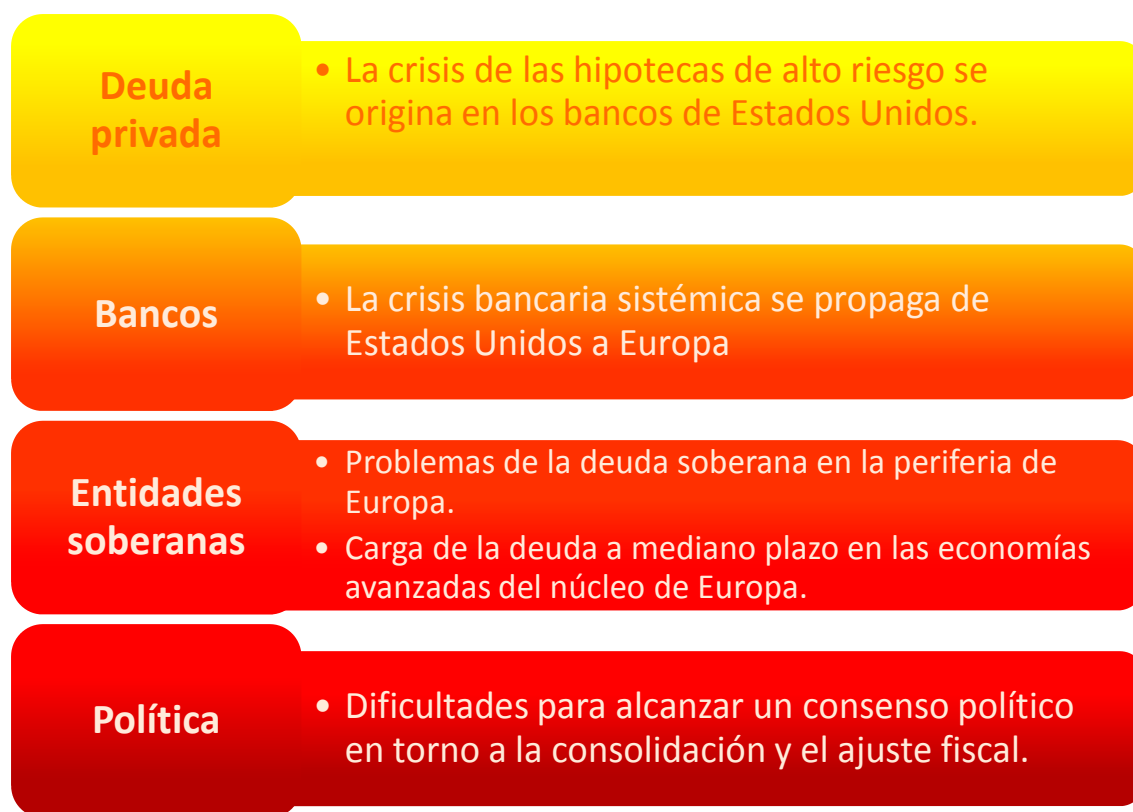 Deuda
privada
• La crisis de las hipotecas de alto riesgo se
origina en los bancos de Estados Unidos.
Bancos
• La crisis bancaria sistémica se propaga de
Estados Unidos a Europa
Entidades
soberanas
• Problemas de la deuda soberana en la periferia de
Europa.
• Carga de la deuda a mediano plazo en las economías
avanzadas del núcleo de Europa.
Política
• Dificultades para alcanzar un consenso político
en torno a la consolidación y el ajuste fiscal.